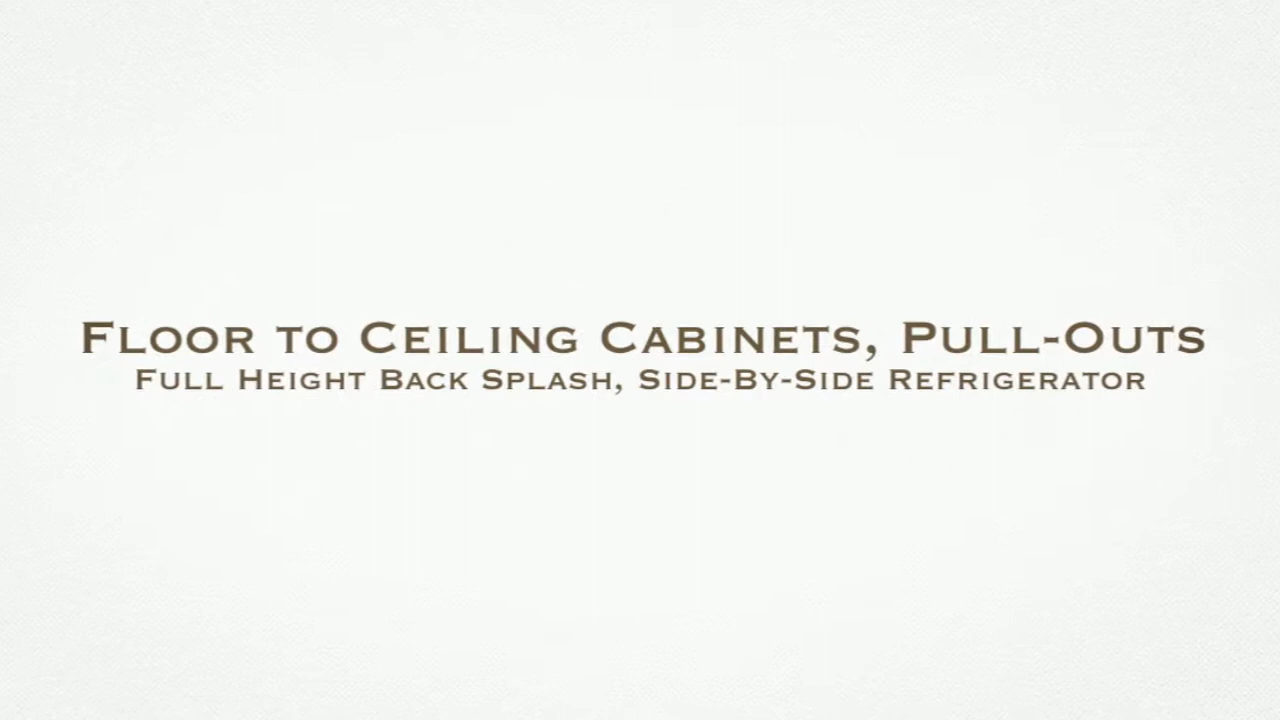 Floor to Ceiling Cabinets, Pull-Outs
Full Height Back Splash, Side-By-Side Refrigerator